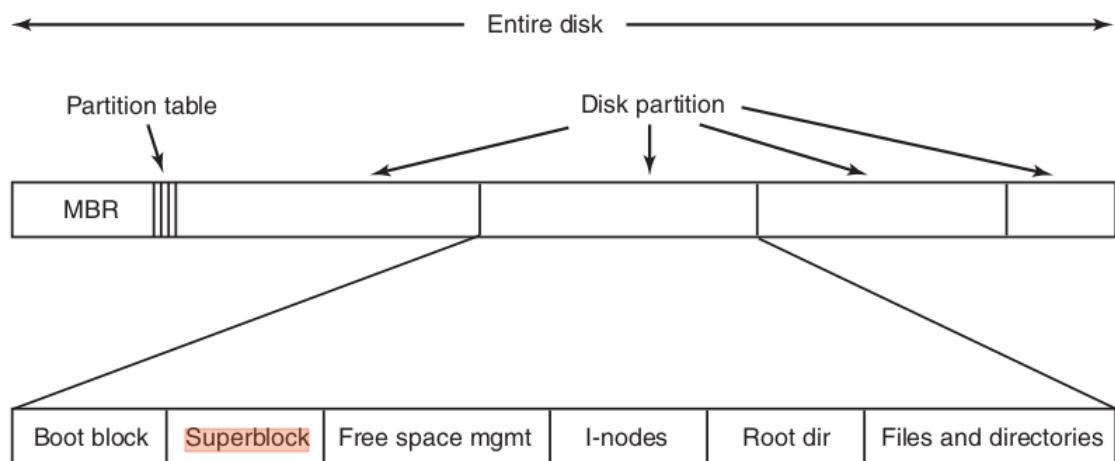 Entire disk
Partition table
Disk partition
MBR
Boot block
Superblock
Free space mgmt
I-nodes
Root dir
Files and directories